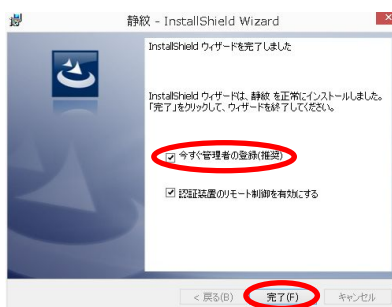 静紋 - InstallShield Wizard
InstallShield ウィザードを完了しました
InstallShield ウィザードは、静紋 を正常にインストールしました。
「完了」をクリックして、ウィザードを終了してください。
今すぐ管理者の登録(推奨)
認証装置のリモート制御を有効にする
< 戻る(B)
完了(F)
キャンセル